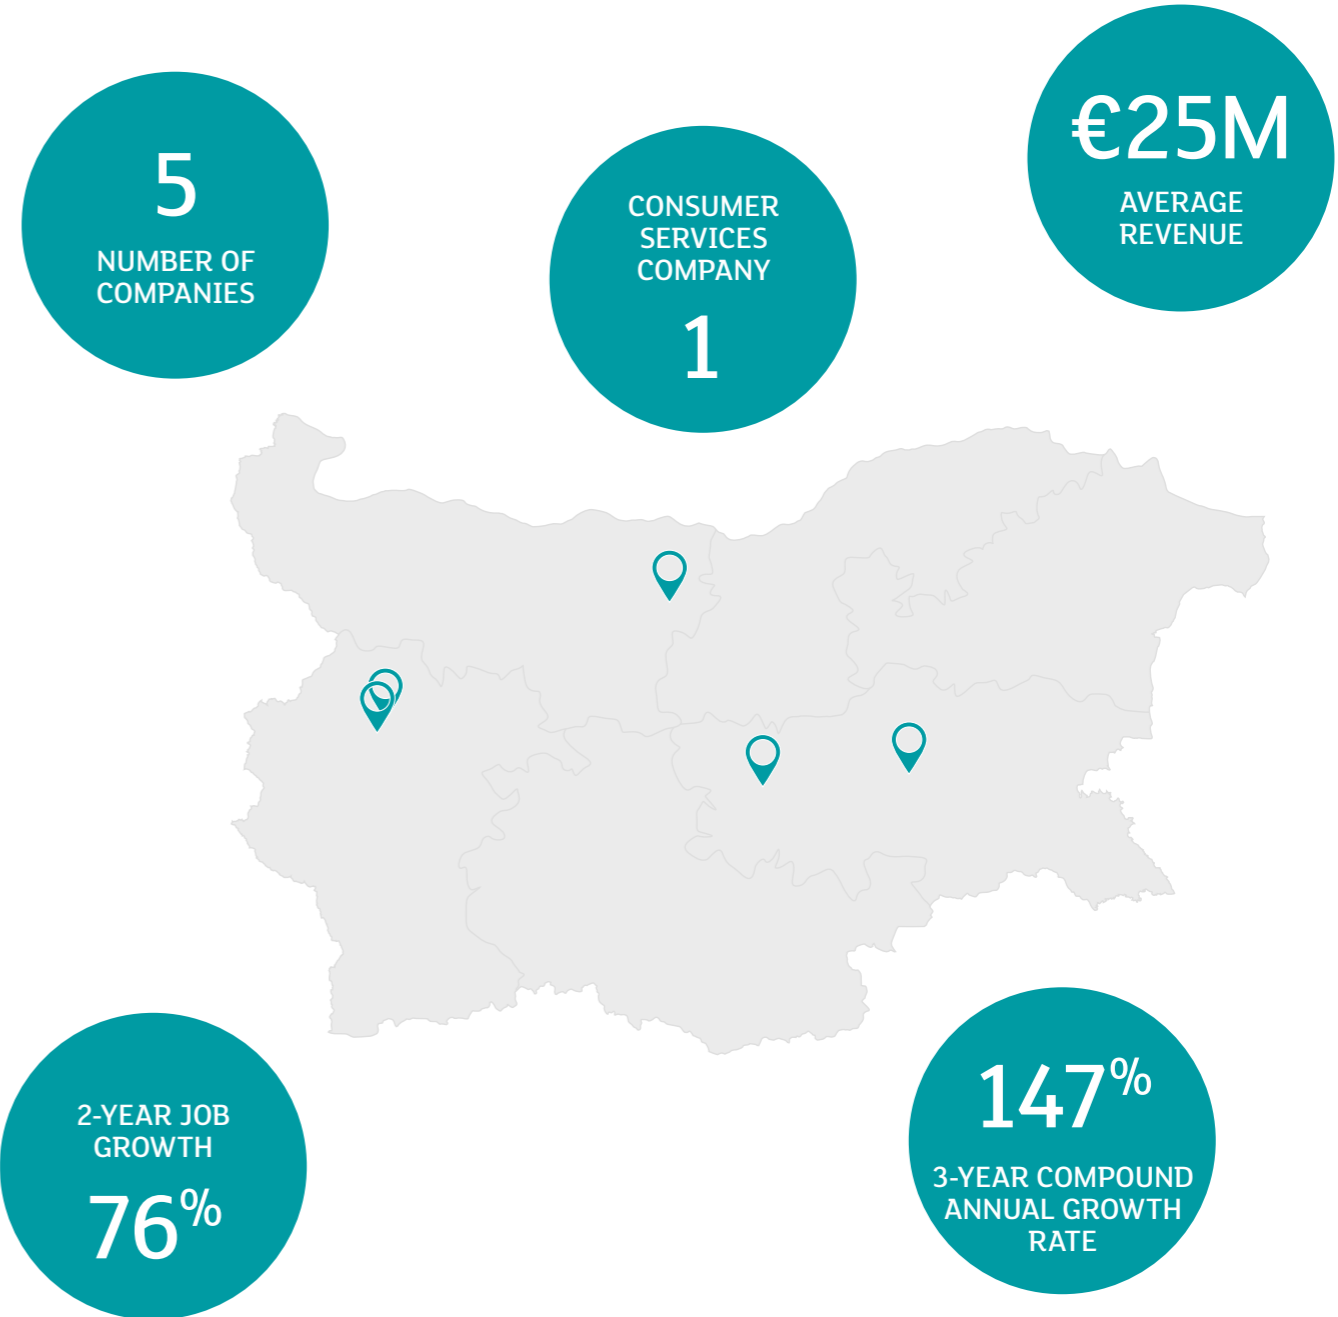 5
NUMBER OF
COMPANIES
CONSUMER
SERVICES
COMPANY
1
€25M
AVERAGE
REVENUE
2-YEAR JOB
GROWTH
76%
147%
3-YEAR COMPOUND
ANNUAL GROWTH
RATE